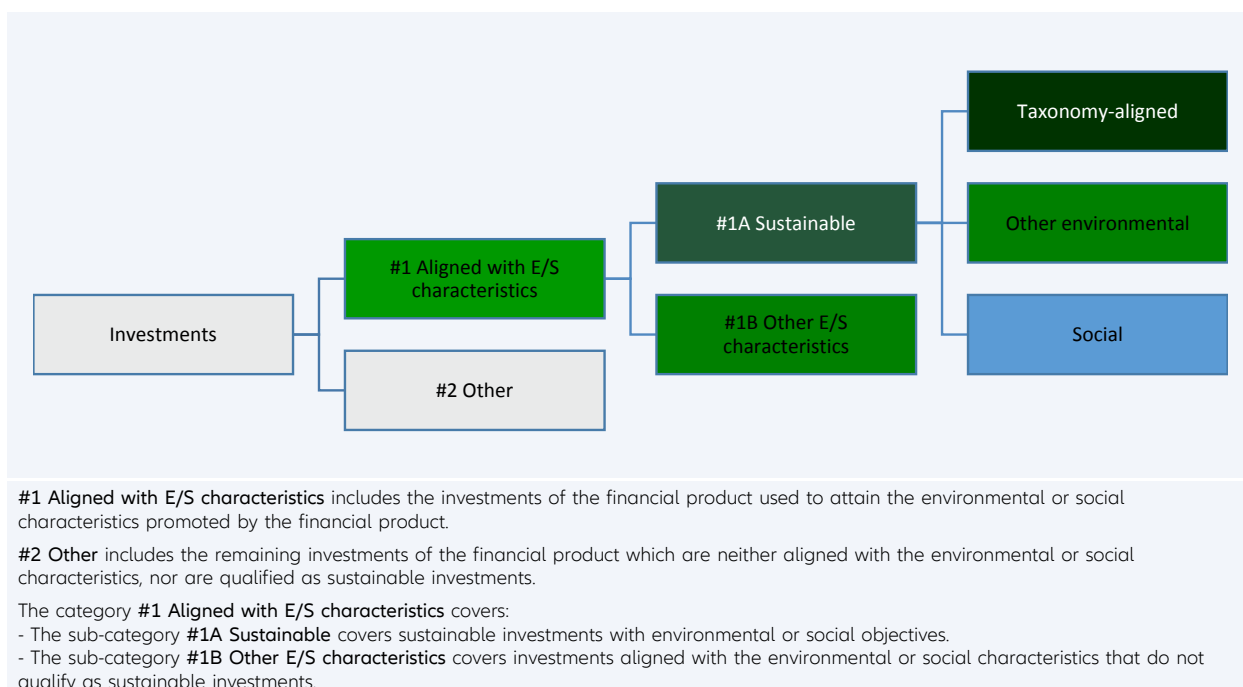 Taxonomy-aligned
#1A Sustainable
Other environmental
#1 Aligned with E/S
characteristics
Investments
#1B Other E/S
characteristics
Social
#2 Other
#1 Aligned with E/S characteristics includes the investments of the financial product used to attain the environmental or social
characteristics promoted by the financial product.
#2 Other includes the remaining investments of the financial product which are neither aligned with the environmental or social
characteristics, nor are qualified as sustainable investments.
The category #1 Aligned with E/S characteristics covers:
- The sub-category #1A Sustainable covers sustainable investments with environmental or social objectives.
- The sub-category #1B Other E/S characteristics covers investments aligned with the environmental or social characteristics that do not
qualify as sustainable investments.